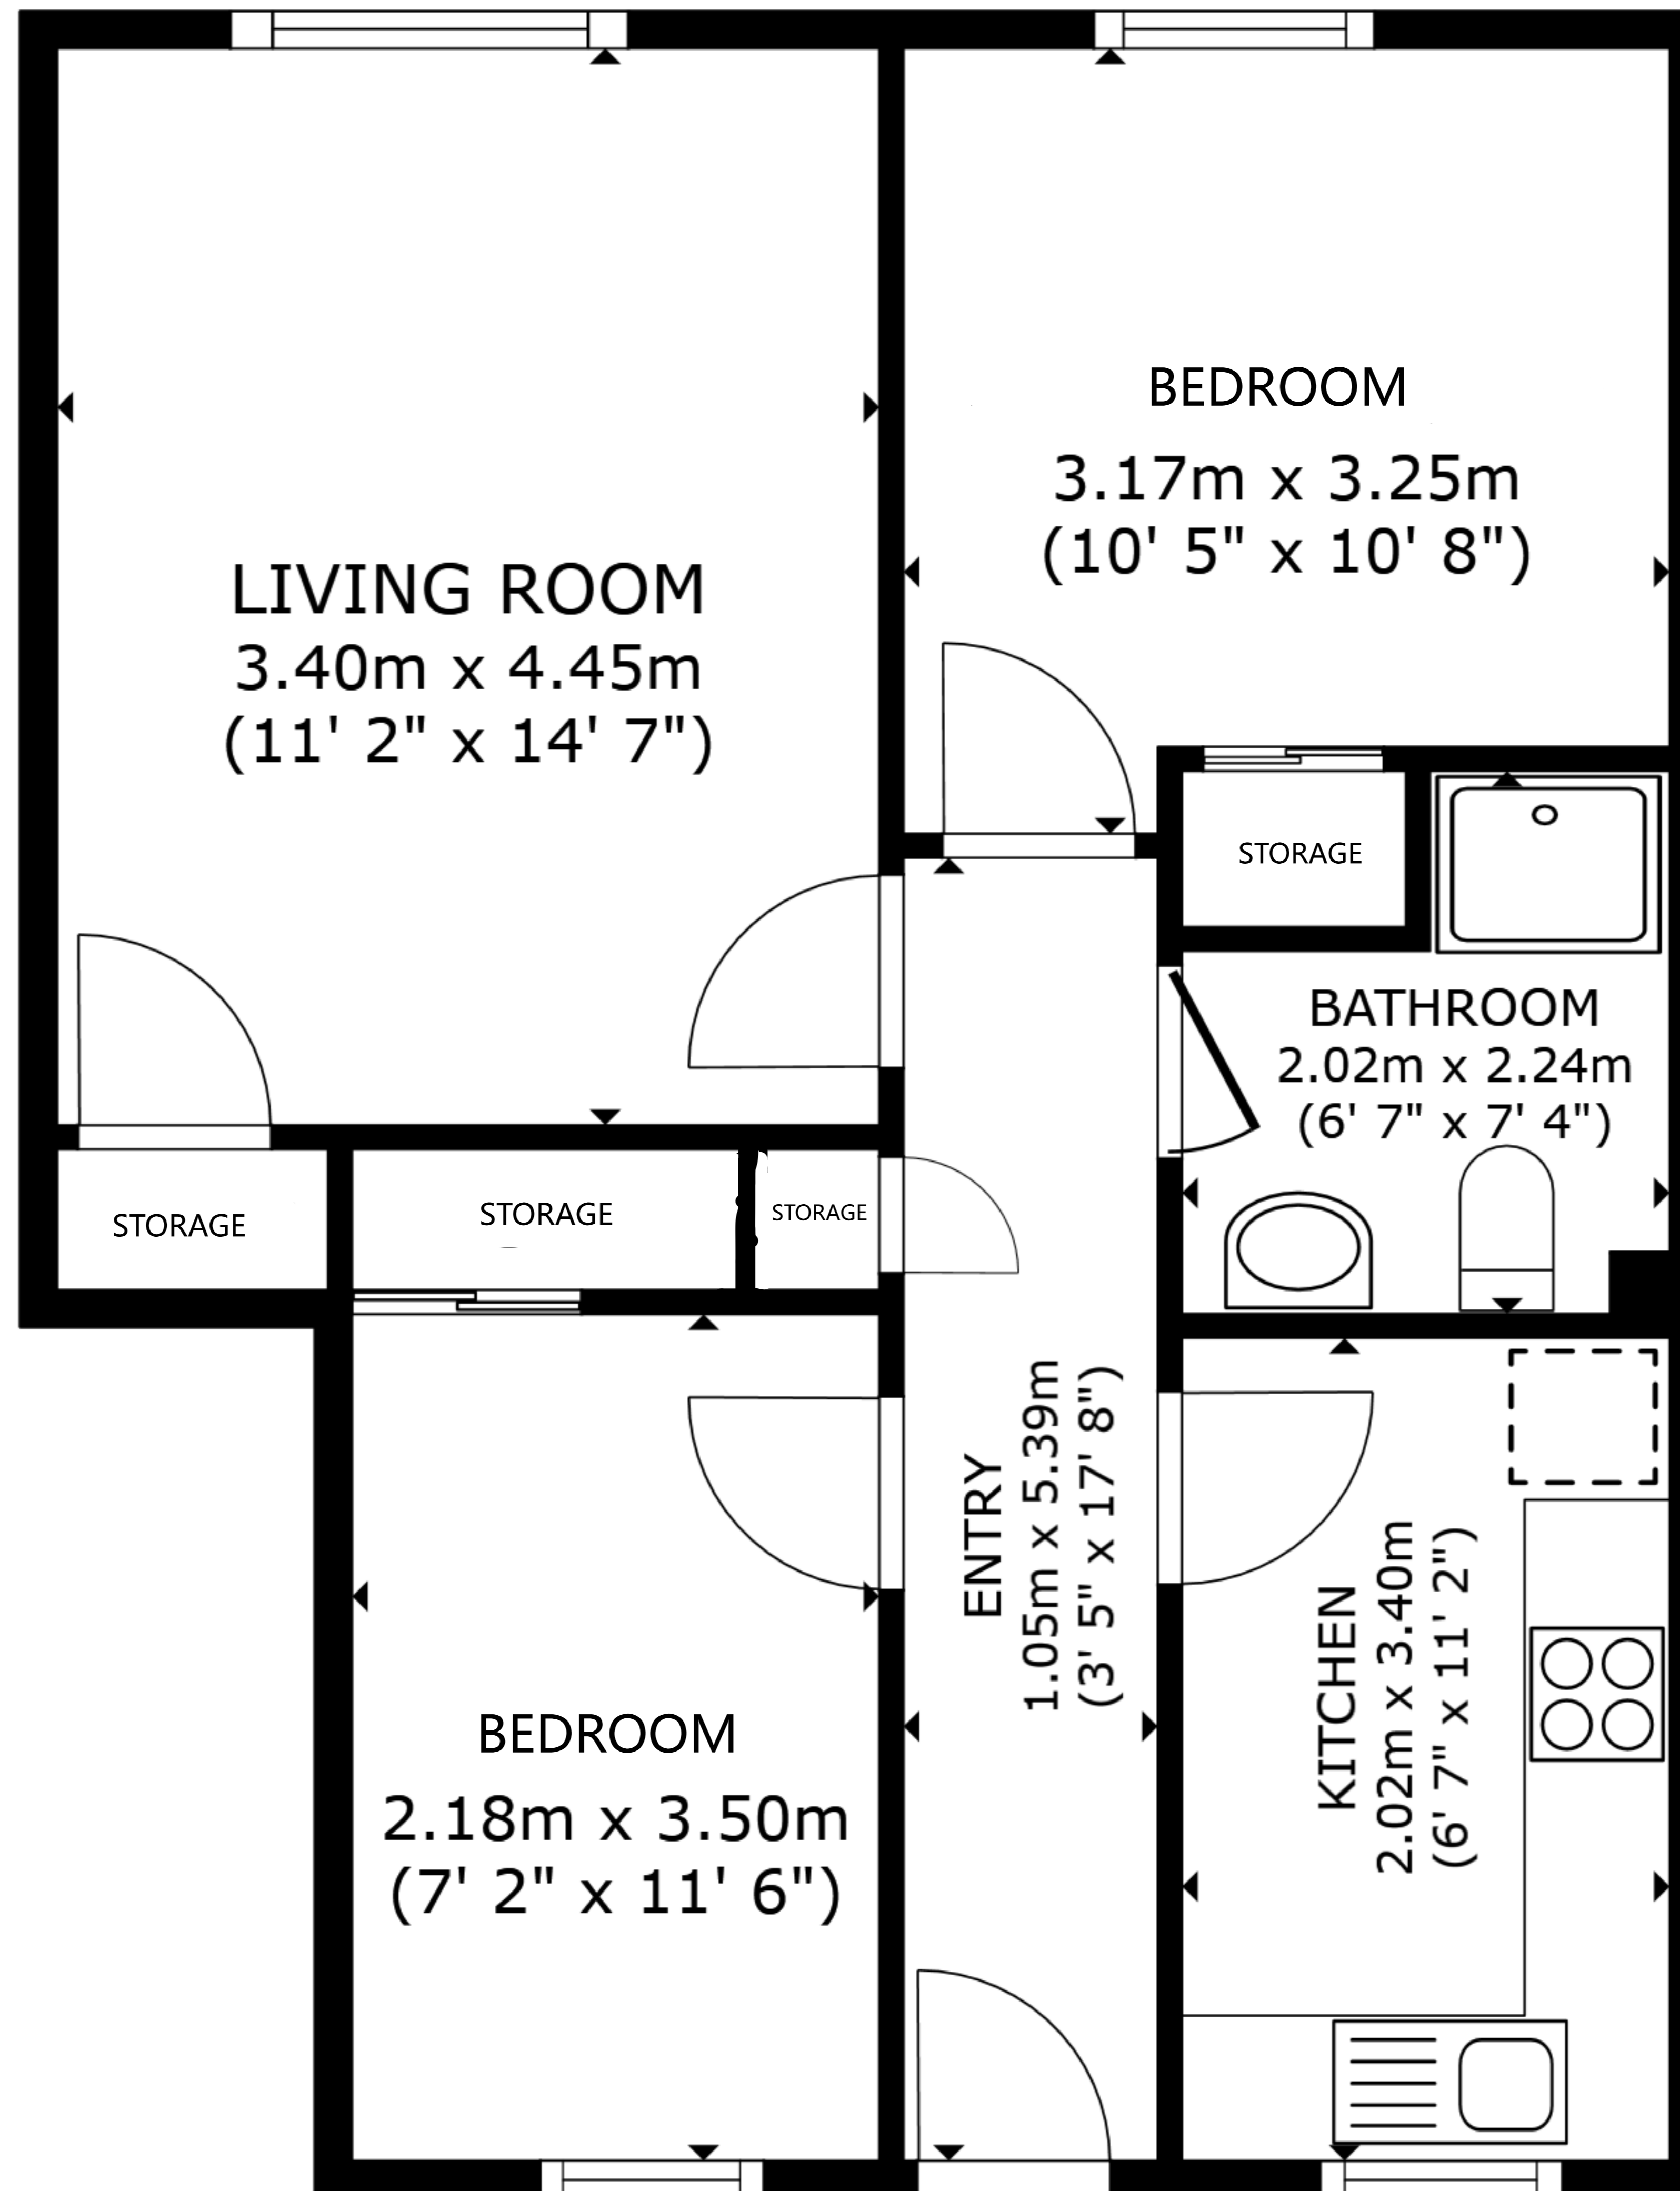 BEDROOM
3.17m x 3.25m
(10' 5" x 10' 8")
LIVING ROOM
3.40m x 4.45m
(11' 2" x 14' 7")
STORAGE
BATHROOM
2.02m x 2.24m
(6' 7" x 7' 4")
STORAGE
STORAGE
STORAGE
ENTRY
1.05m x 5.39m
(3' 5" x 17' 8")
KITCHEN
2.02m x 3.40m
(6' 7" x 11' 2")
BEDROOM
2.18m x 3.50m
(7' 2" x 11' 6")